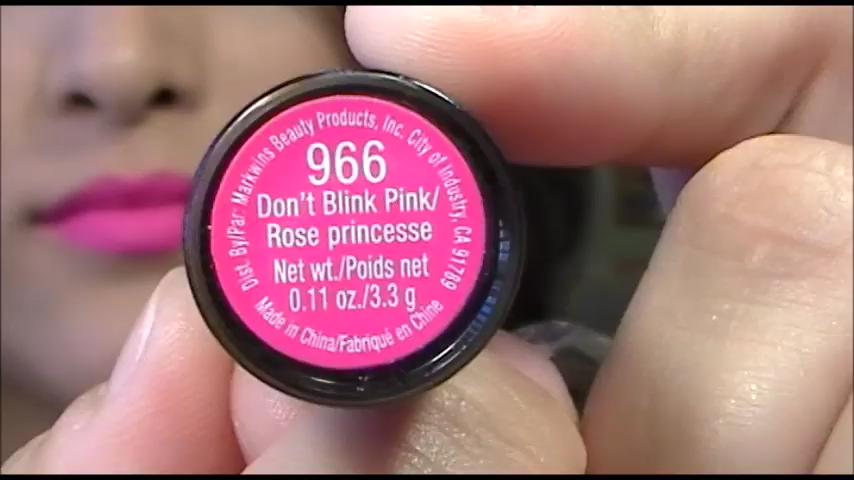 Dist. By/Par: Markwins Beauty Products, Inc. City of Industry, CA 91789
966
Don't Blink Pink/
Rose princesse
Net wt./Poids net
0.11 oz./3.3 g
Made in China/Fabriqué en Chine